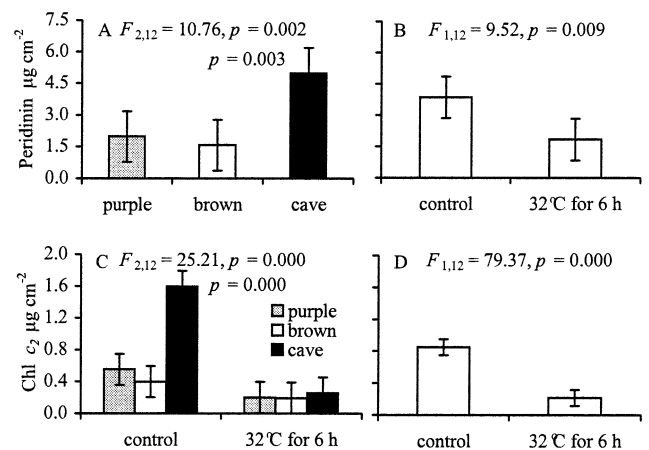 7.5
6.0
4.5
3.0
1.5
0.0
Peridinin µg cm-2
A F2,12 = 10.76, p = 0.002
p = 0.003
purple brown cave
B F1,12 = 9.52, p = 0.009
control 32°C for 6 h
2.0
1.6
1.2
0.8
0.4
0.0
Chl c2 µg cm-2
C F2,12 = 25.21, p = 0.000
p = 0.000
purple
brown
cave
control 32°C for 6 h
D F1,12 = 79.37, p = 0.000
control 32°C for 6 h